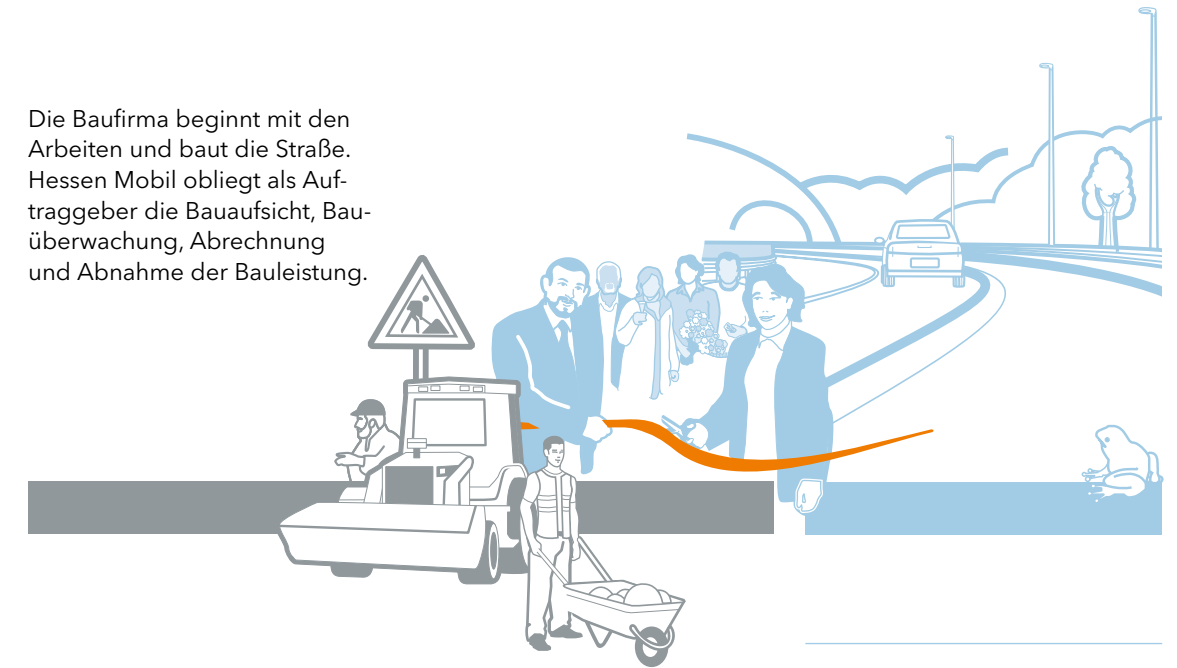 Die Baufirma beginnt mit den
Arbeiten und baut die Straße.
Hessen Mobil obliegt als Auf-
traggeber die Bauaufsicht, Bau-
überwachung, Abrechnung
und Abnahme der Bauleistung.